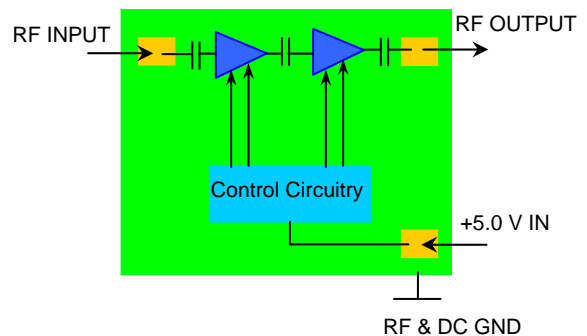 RF INPUT
RF OUTPUT
Control Circuitry
+5.0 V IN
RF & DC GND